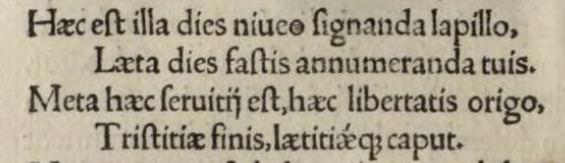 Hæc eſt illa dies niueo ſignanda lapillo,
Læta dies faſtis annumeranda tuis.
Meta hæc ſeruitĳ eſt,hæc libertatis origo,
Triſtitiæ finis,lætitiǽqꝫ caput.